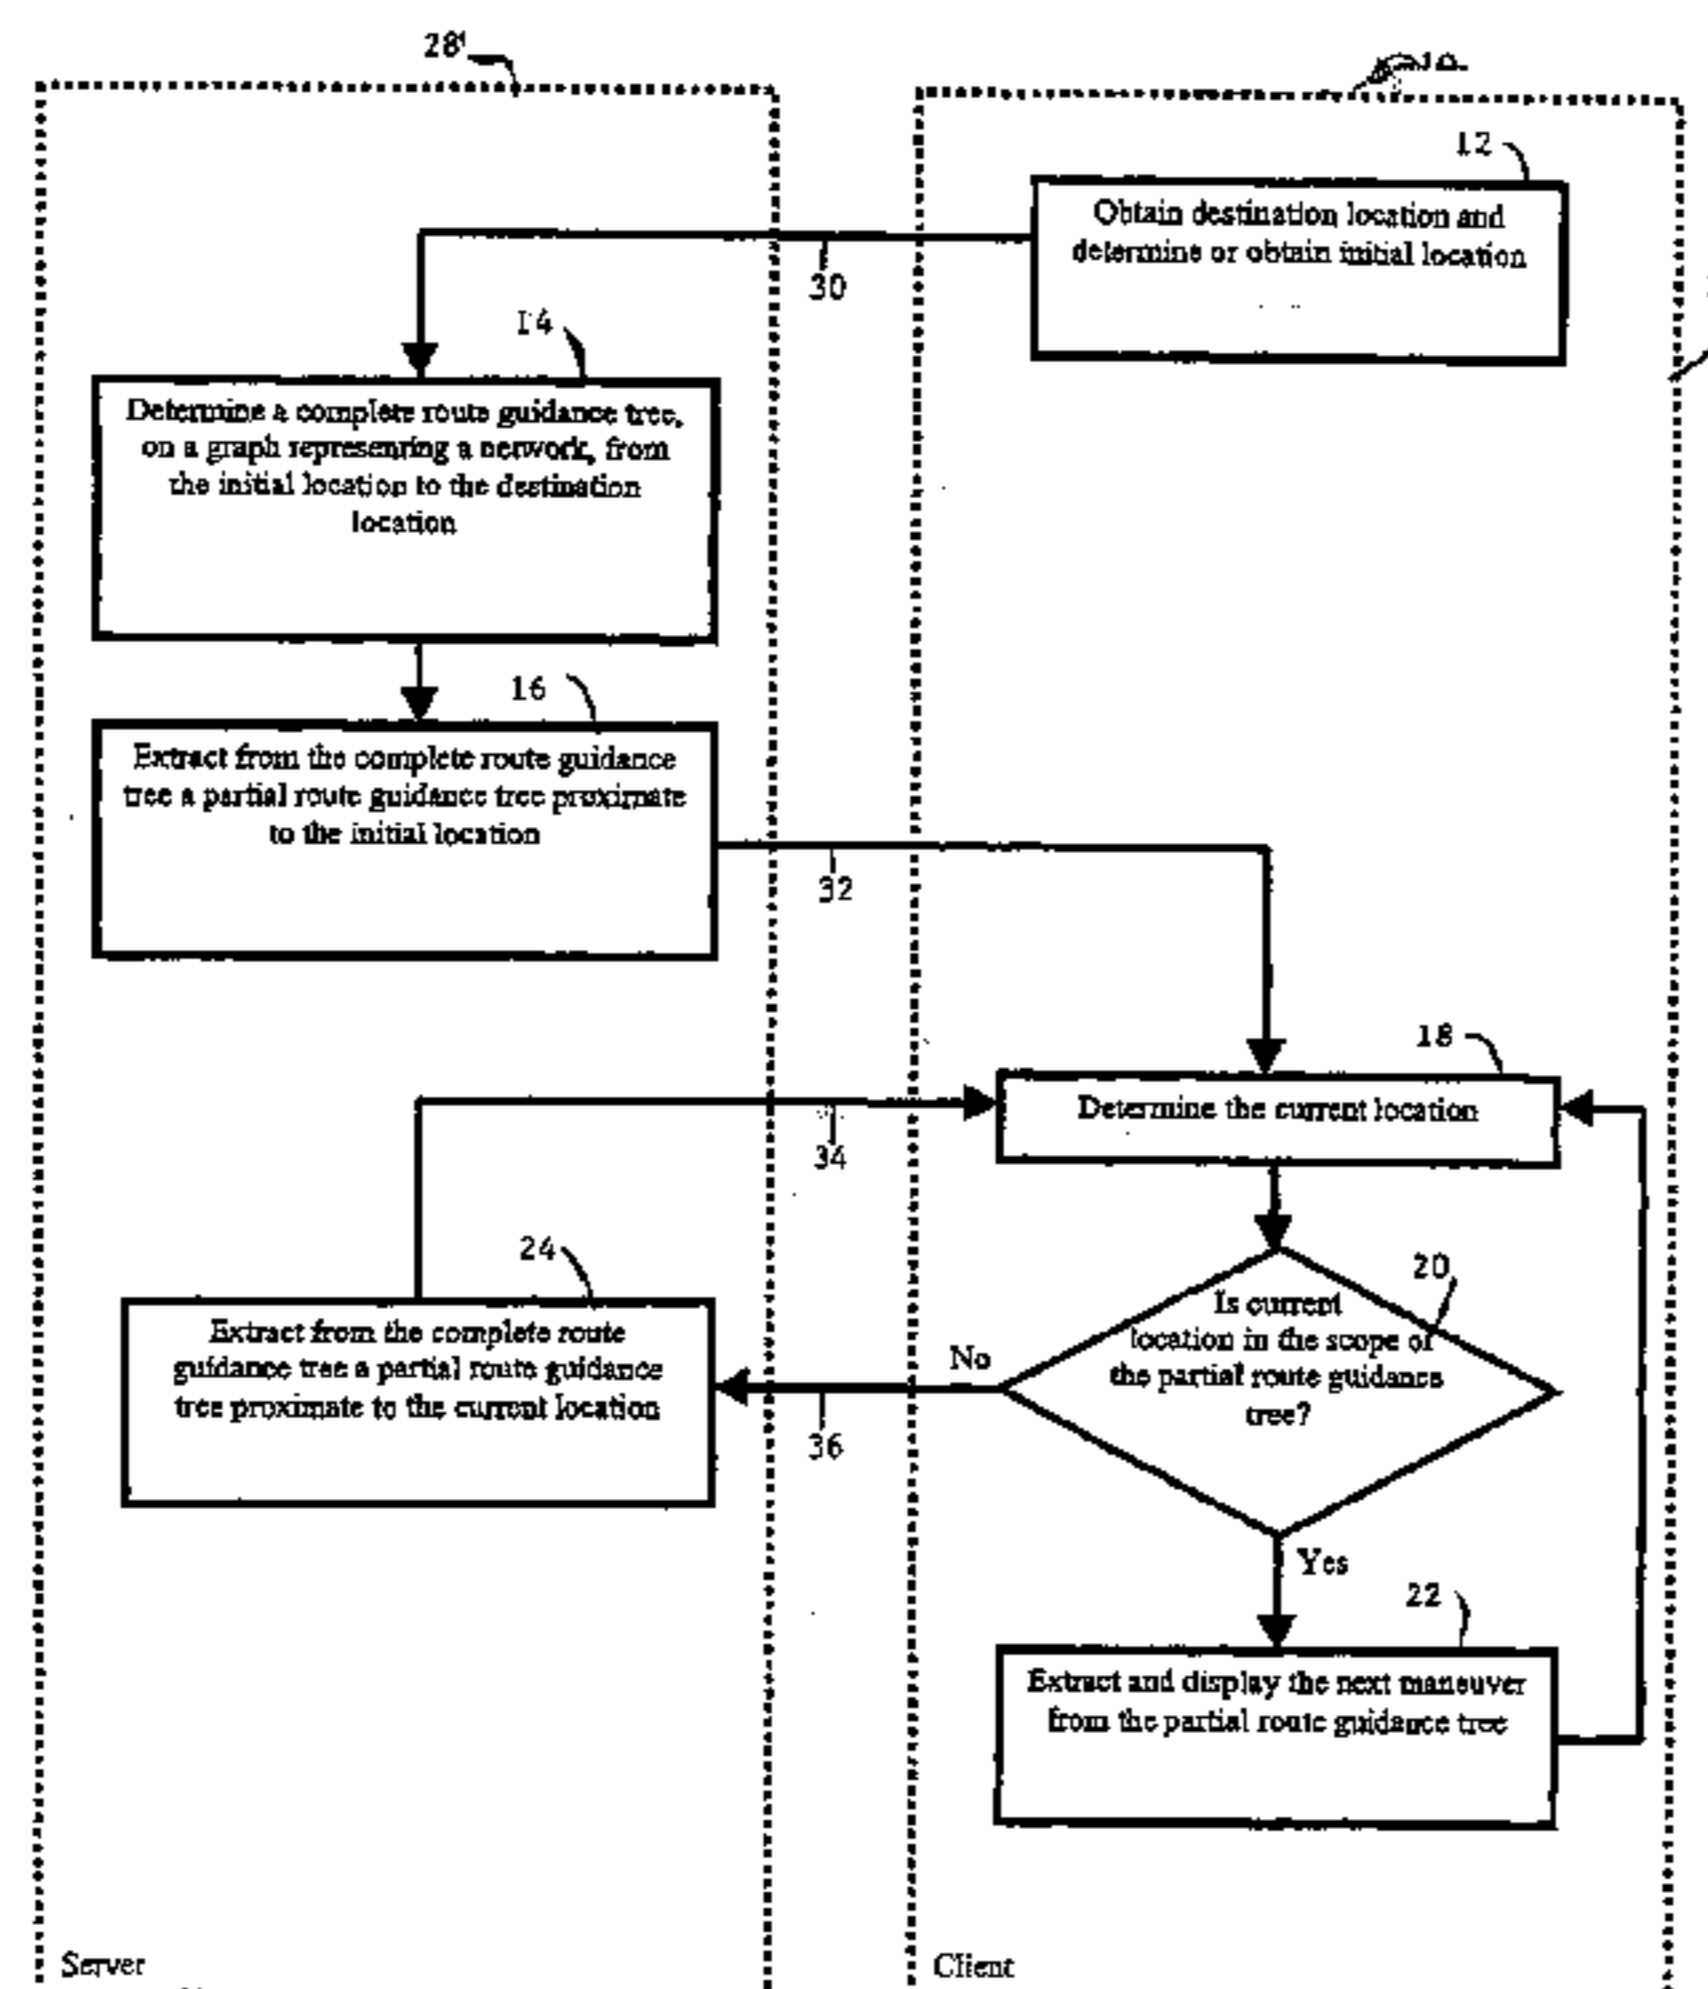 28'
12
Obtain destination location and
determine or obtain initial location
30
14
Determine a complete route guidance tree,
on a graph representing a network, from
the initial location to the destination
location
16
Extract from the complete route guidance
tree a partial route guidance tree proximate
to the initial location
32
18
Determine the current location
34
24
Extract from the complete route
guidance tree a partial route guidance
tree proximate to the current location
20
Is current
location in the scope of
the partial route guidance
tree?
No
36
Yes
22
Extract and display the next maneuver
from the partial route guidance tree
Server
Client